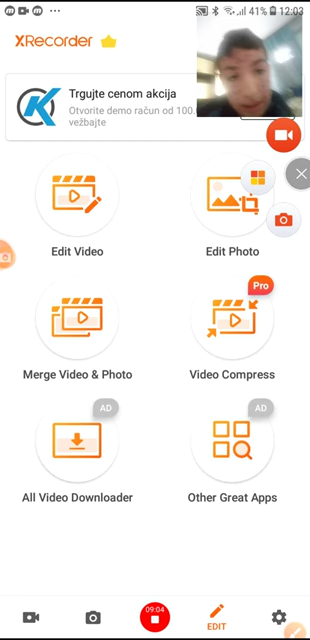 41% 12:03
XRecorder
Trgujte cenom akcija
Otvorite demo račun od 100.
vežbajte
Edit Video
Edit Photo
Pro
Merge Video & Photo
Video Compress
AD
AD
All Video Downloader
Other Great Apps
09:04
EDIT